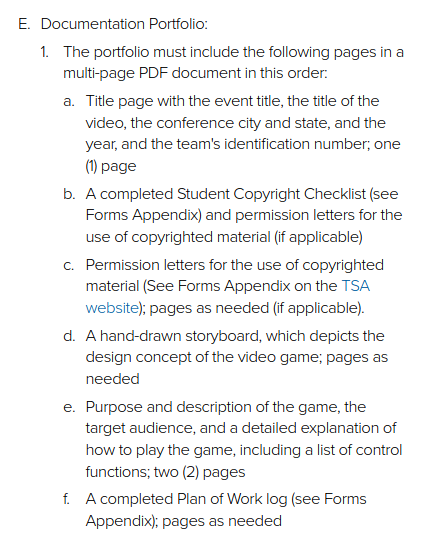 E. Documentation Portfolio:
1. The portfolio must include the following pages in a
multi-page PDF document in this order:
a. Title page with the event title, the title of the
video, the conference city and state, and the
year, and the team's identification number; one
(1) page
b. A completed Student Copyright Checklist (see
Forms Appendix) and permission letters for the
use of copyrighted material (if applicable)
c. Permission letters for the use of copyrighted
material (See Forms Appendix on the TSA
website); pages as needed (if applicable).
d. A hand-drawn storyboard, which depicts the
design concept of the video game; pages as
needed
e. Purpose and description of the game, the
target audience, and a detailed explanation of
how to play the game, including a list of control
functions; two (2) pages
f. A completed Plan of Work log (see Forms
Appendix); pages as needed